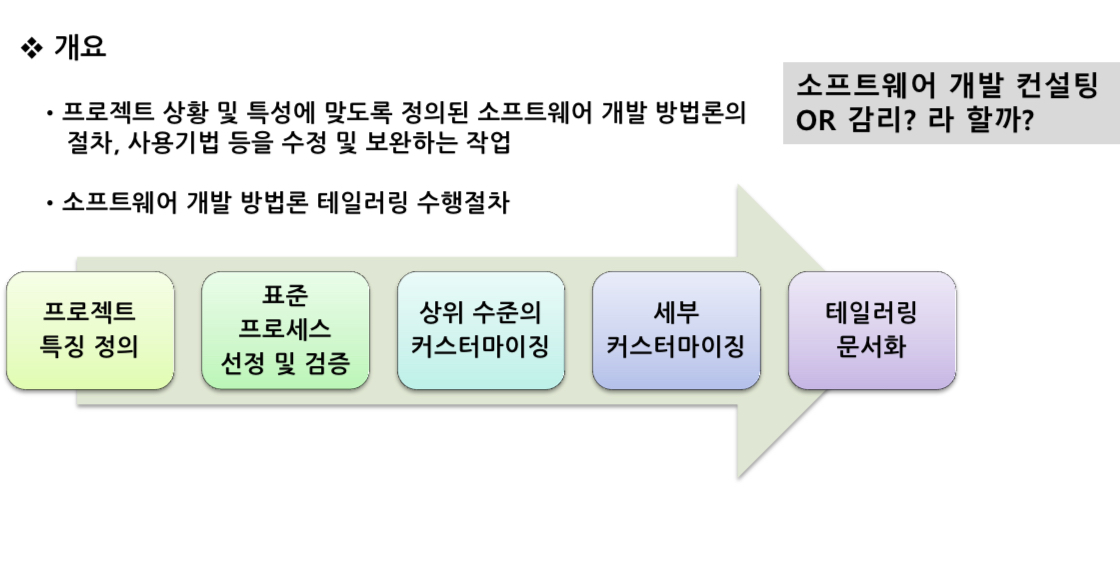 ❖ 개요
소프트웨어 개발 컨설팅
OR 감리? 라 할까?
• 프로젝트 상황 및 특성에 맞도록 정의된 소프트웨어 개발 방법론의
절차, 사용기법 등을 수정 및 보완하는 작업
• 소프트웨어 개발 방법론 테일러링 수행절차
프로젝트
특징 정의
표준
프로세스
선정 및 검증
상위 수준의
커스터마이징
세부
커스터마이징
테일러링
문서화